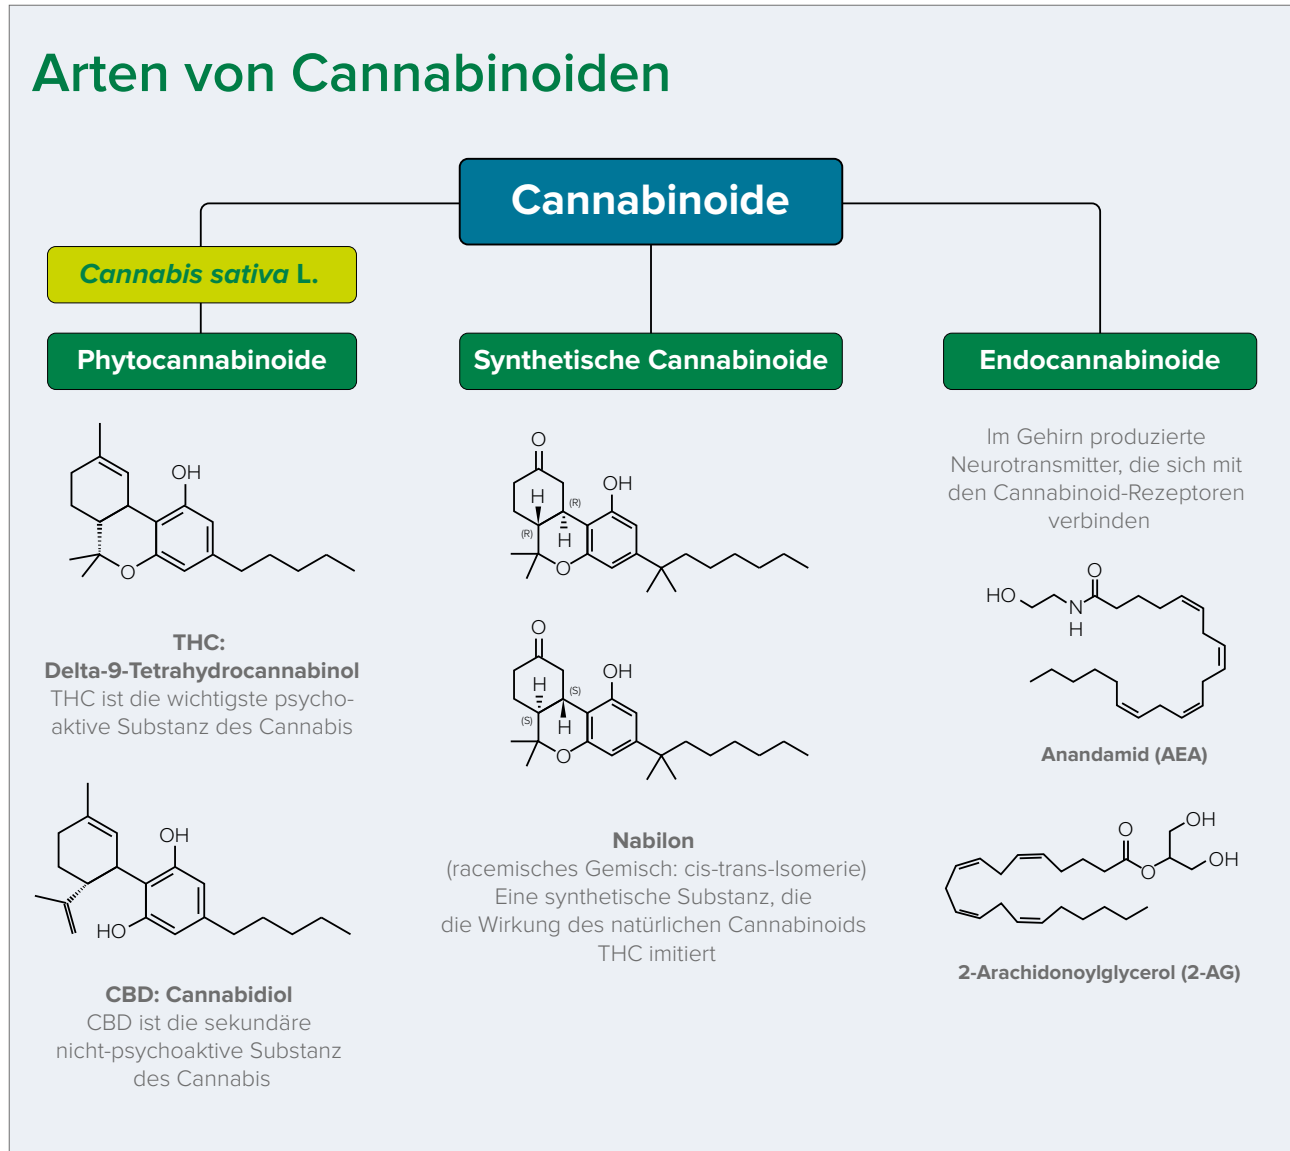 Arten von Cannabinoiden
Cannabinoide
Cannabis sativa L.
Phytocannabinoide
OH
O
THC:
Delta-9-Tetrahydrocannabinol
THC ist die wichtigste psycho-
aktive Substanz des Cannabis
OH
HO
CBD: Cannabidiol
CBD ist die sekundäre
nicht-psychoaktive Substanz
des Cannabis
Synthetische Cannabinoide
O
OH
H
(R)
(R)
H
O
O
OH
H
(S)
(S)
H
O
Nabilon
(racemisches Gemisch: cis-trans-Isomerie)
Eine synthetische Substanz, die
die Wirkung des natürlichen Cannabinoids
THC imitiert
Endocannabinoide
Im Gehirn produzierte
Neurotransmitter, die sich mit
den Cannabinoid-Rezeptoren
verbinden
O
HO
N
H
Anandamid (AEA)
O
OH
OH
O
2-Arachidonoylglycerol (2-AG)